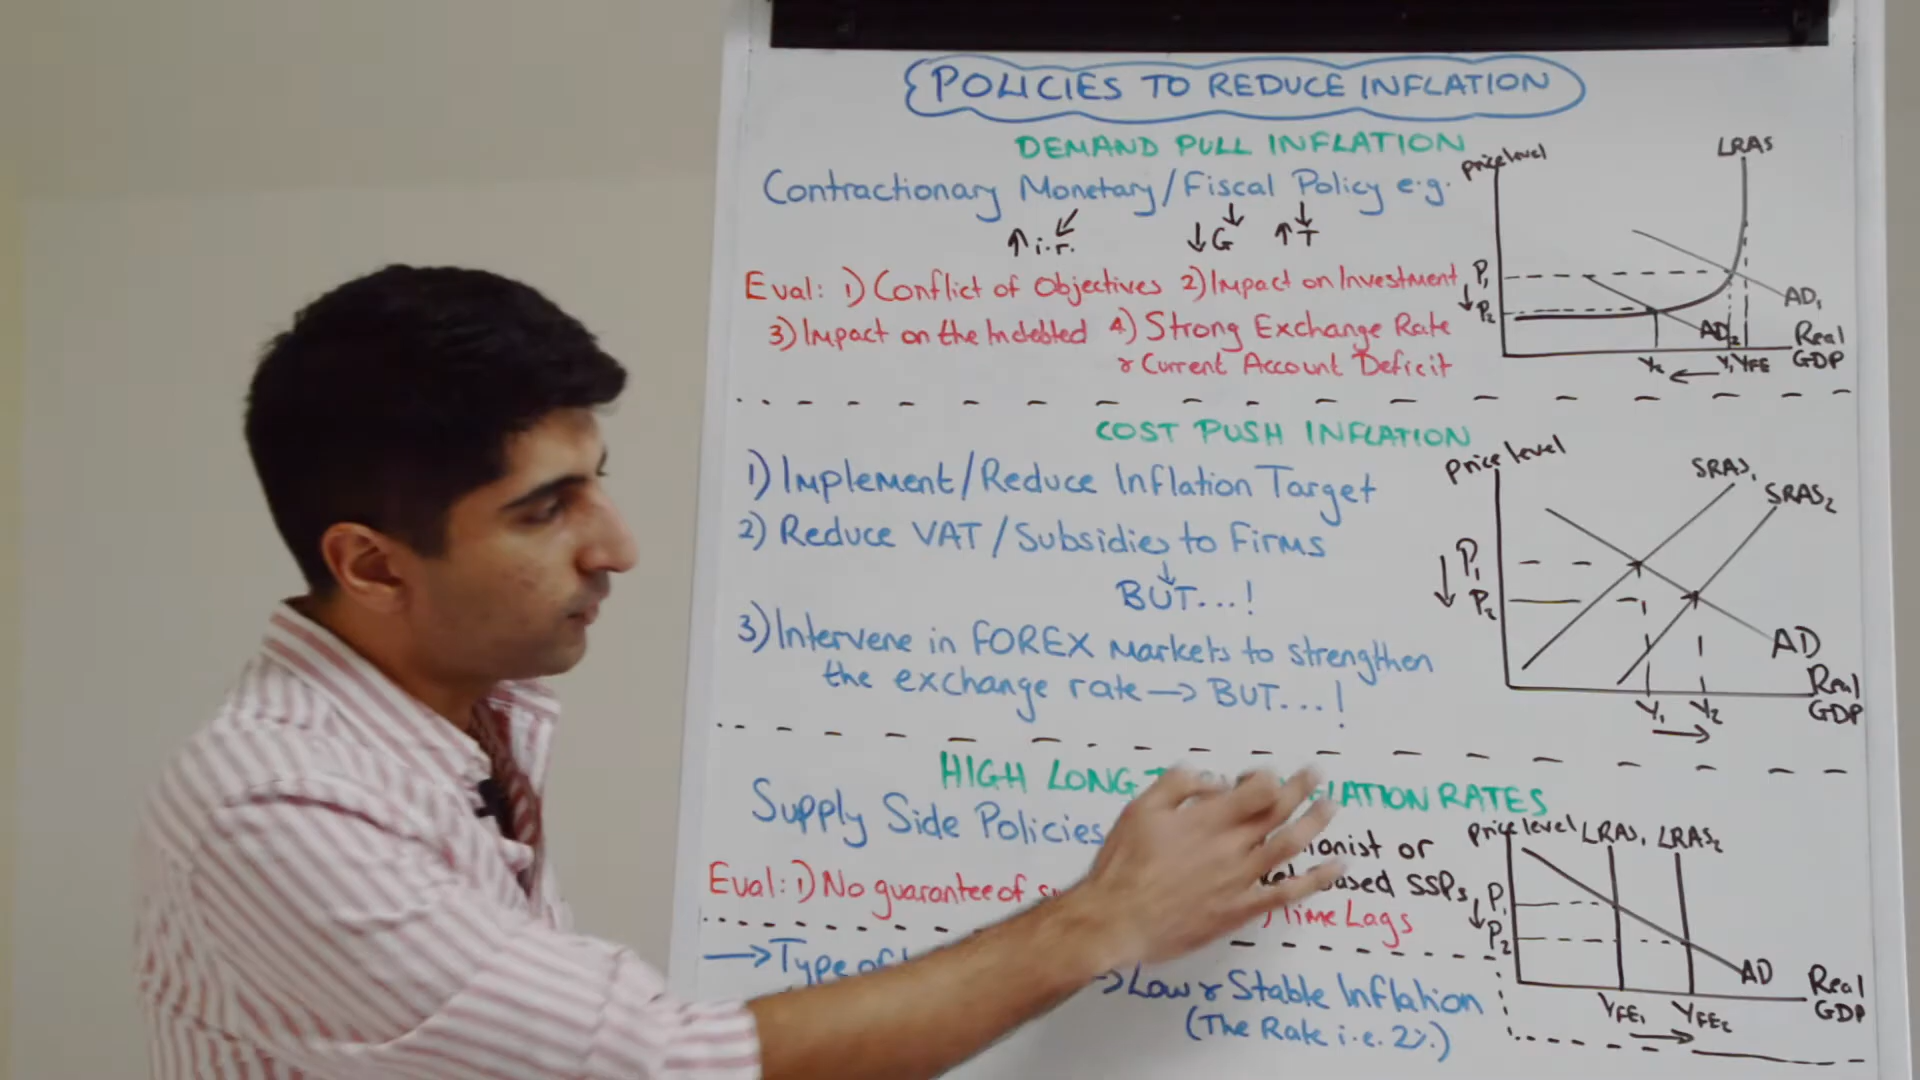 POLICIES TO REDUCE INFLATION
DEMAND PULL INFLATION
Contractionary Monetary/Fiscal Policy e.g.
↑i.r. ↓G ↑T
Eval: 1) Conflict of Objectives 2) Impact on Investment
3) Impact on the Indebted 4) Strong Exchange Rate
& Current Account Deficit
Price level
LRAS
P1
↓P2
AD1
AD2
Real
GDP
Y2 ← Y1 YFE
COST PUSH INFLATION
1) Implement/Reduce Inflation Target
2) Reduce VAT/Subsidies to Firms
↓
BUT...!
3) Intervene in FOREX Markets to strengthen
the exchange rate → BUT...!
Price level
SRAS1
SRAS2
↓ P1
P2
AD
Real
GDP
Y1 Y2
→
HIGH LONG INFLATION RATES
Supply Side Policies
or
Based SSPs
Eval: 1) No guarantee of
Time Lags
Price level LRAS1 LRAS2
P1
↓P2
AD
Real
GDP
YFE1 → YFE2
→ Type of
→ Low & Stable Inflation
(The Rate i.e. 2%.)